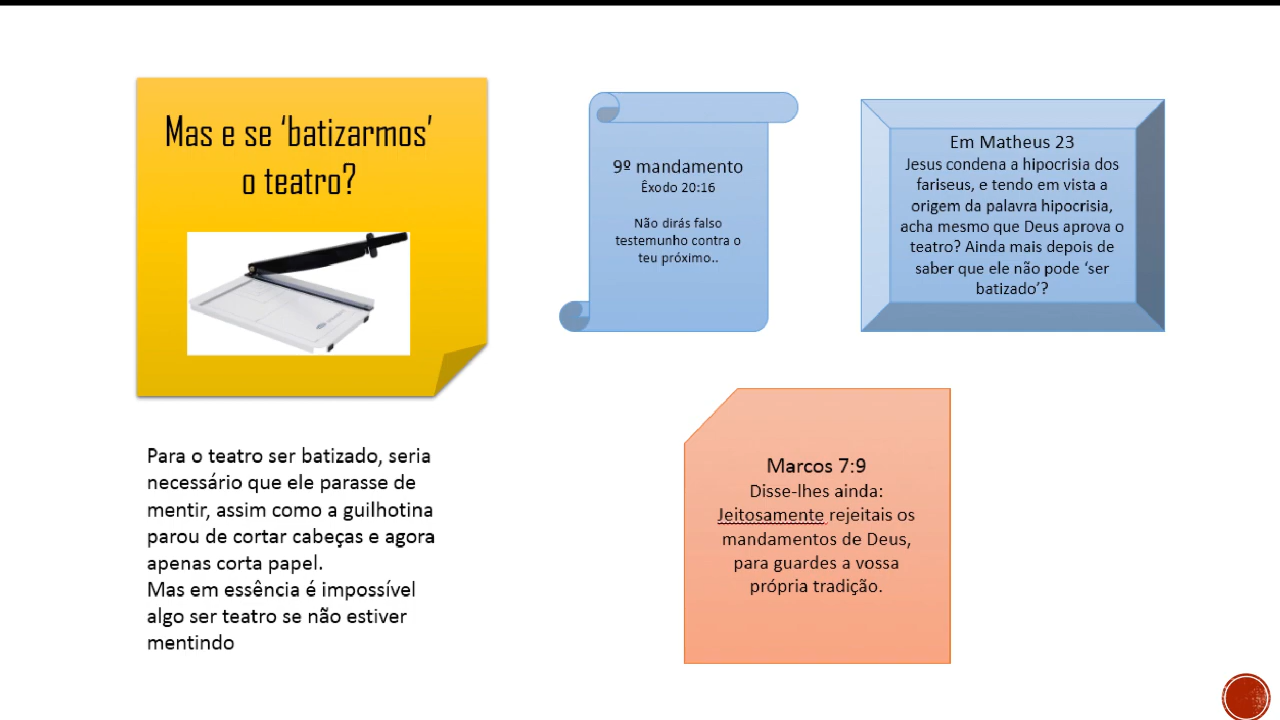 Mas e se ‘batizarmos’
o teatro?
9º mandamento
Êxodo 20:16
Não dirás falso
testemunho contra o
teu próximo..
Em Matheus 23
Jesus condena a hipocrisia dos
fariseus, e tendo em vista a
origem da palavra hipocrisia,
acha mesmo que Deus aprova o
teatro? Ainda mais depois de
saber que ele não pode ‘ser
batizado’?
Para o teatro ser batizado, seria
necessário que ele parasse de
mentir, assim como a guilhotina
parou de cortar cabeças e agora
apenas corta papel.
Mas em essência é impossível
algo ser teatro se não estiver
mentindo
Marcos 7:9
Disse-lhes ainda:
Jeitosamente rejeitais os
mandamentos de Deus,
para guardes a vossa
própria tradição.